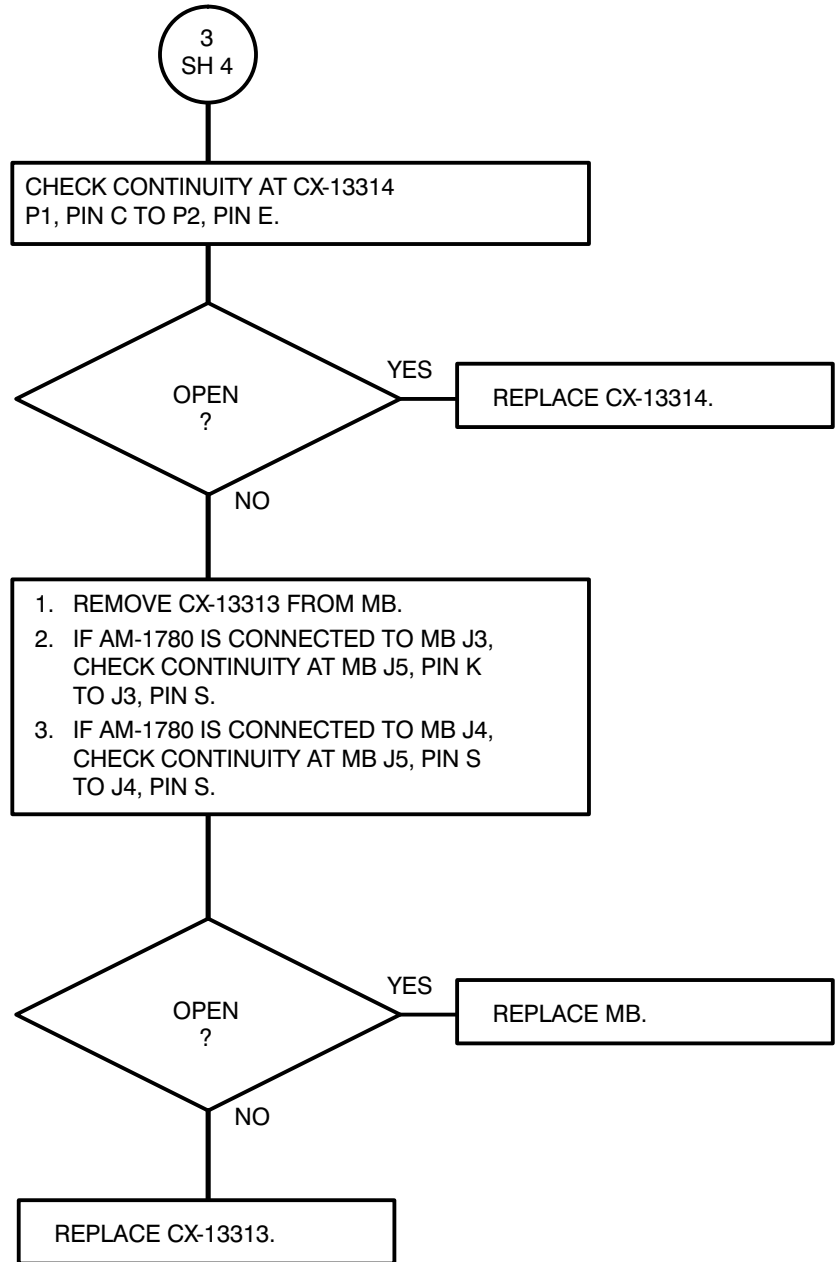 3
SH 4
CHECK CONTINUITY AT CX-13314
P1, PIN C TO P2, PIN E.
OPEN
?
YES
REPLACE CX-13314.
NO
1. REMOVE CX-13313 FROM MB.
2. IF AM-1780 IS CONNECTED TO MB J3,
CHECK CONTINUITY AT MB J5, PIN K
TO J3, PIN S.
3. IF AM-1780 IS CONNECTED TO MB J4,
CHECK CONTINUITY AT MB J5, PIN S
TO J4, PIN S.
OPEN
?
YES
REPLACE MB.
NO
REPLACE CX-13313.